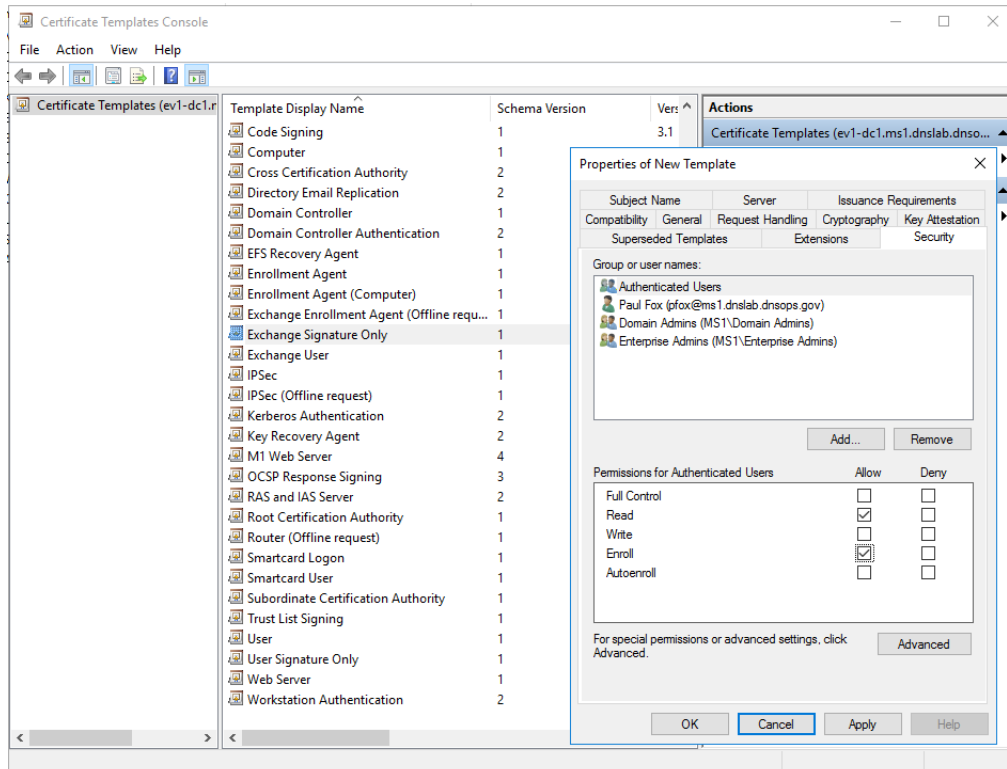 Certificate Templates Console
File Action View Help
Certificate Templates (ev1-dc1.r
Template Display Name Schema Version Vers
Code Signing 1 3.1
Computer 1
Cross Certification Authority 2
Directory Email Replication 2
Domain Controller 1
Domain Controller Authentication 2
EFS Recovery Agent 1
Enrollment Agent 1
Enrollment Agent (Computer) 1
Exchange Enrollment Agent (Offline requ... 1
Exchange Signature Only 1
Exchange User 1
IPSec 1
IPSec (Offline request) 1
Kerberos Authentication 2
Key Recovery Agent 2
M1 Web Server 4
OCSP Response Signing 3
RAS and IAS Server 2
Root Certification Authority 1
Router (Offline request) 1
Smartcard Logon 1
Smartcard User 1
Subordinate Certification Authority 1
Trust List Signing 1
User 1
User Signature Only 1
Web Server 1
Workstation Authentication 2
Actions
Certificate Templates (ev1-dc1.ms1.dnslab.dnso...
Properties of New Template
Subject Name Server Issuance Requirements
Compatibility General Request Handling Cryptography Key Attestation
Superseded Templates Extensions Security
Group or user names:
Authenticated Users
Paul Fox (pfox@ms1.dnslab.dnsops.gov)
Domain Admins (MS1\Domain Admins)
Enterprise Admins (MS1\Enterprise Admins)
Add... Remove
Permissions for Authenticated Users Allow Deny
Full Control
Read
Write
Enroll
Autoenroll
For special permissions or advanced settings, click
Advanced.
Advanced
OK Cancel Apply Help